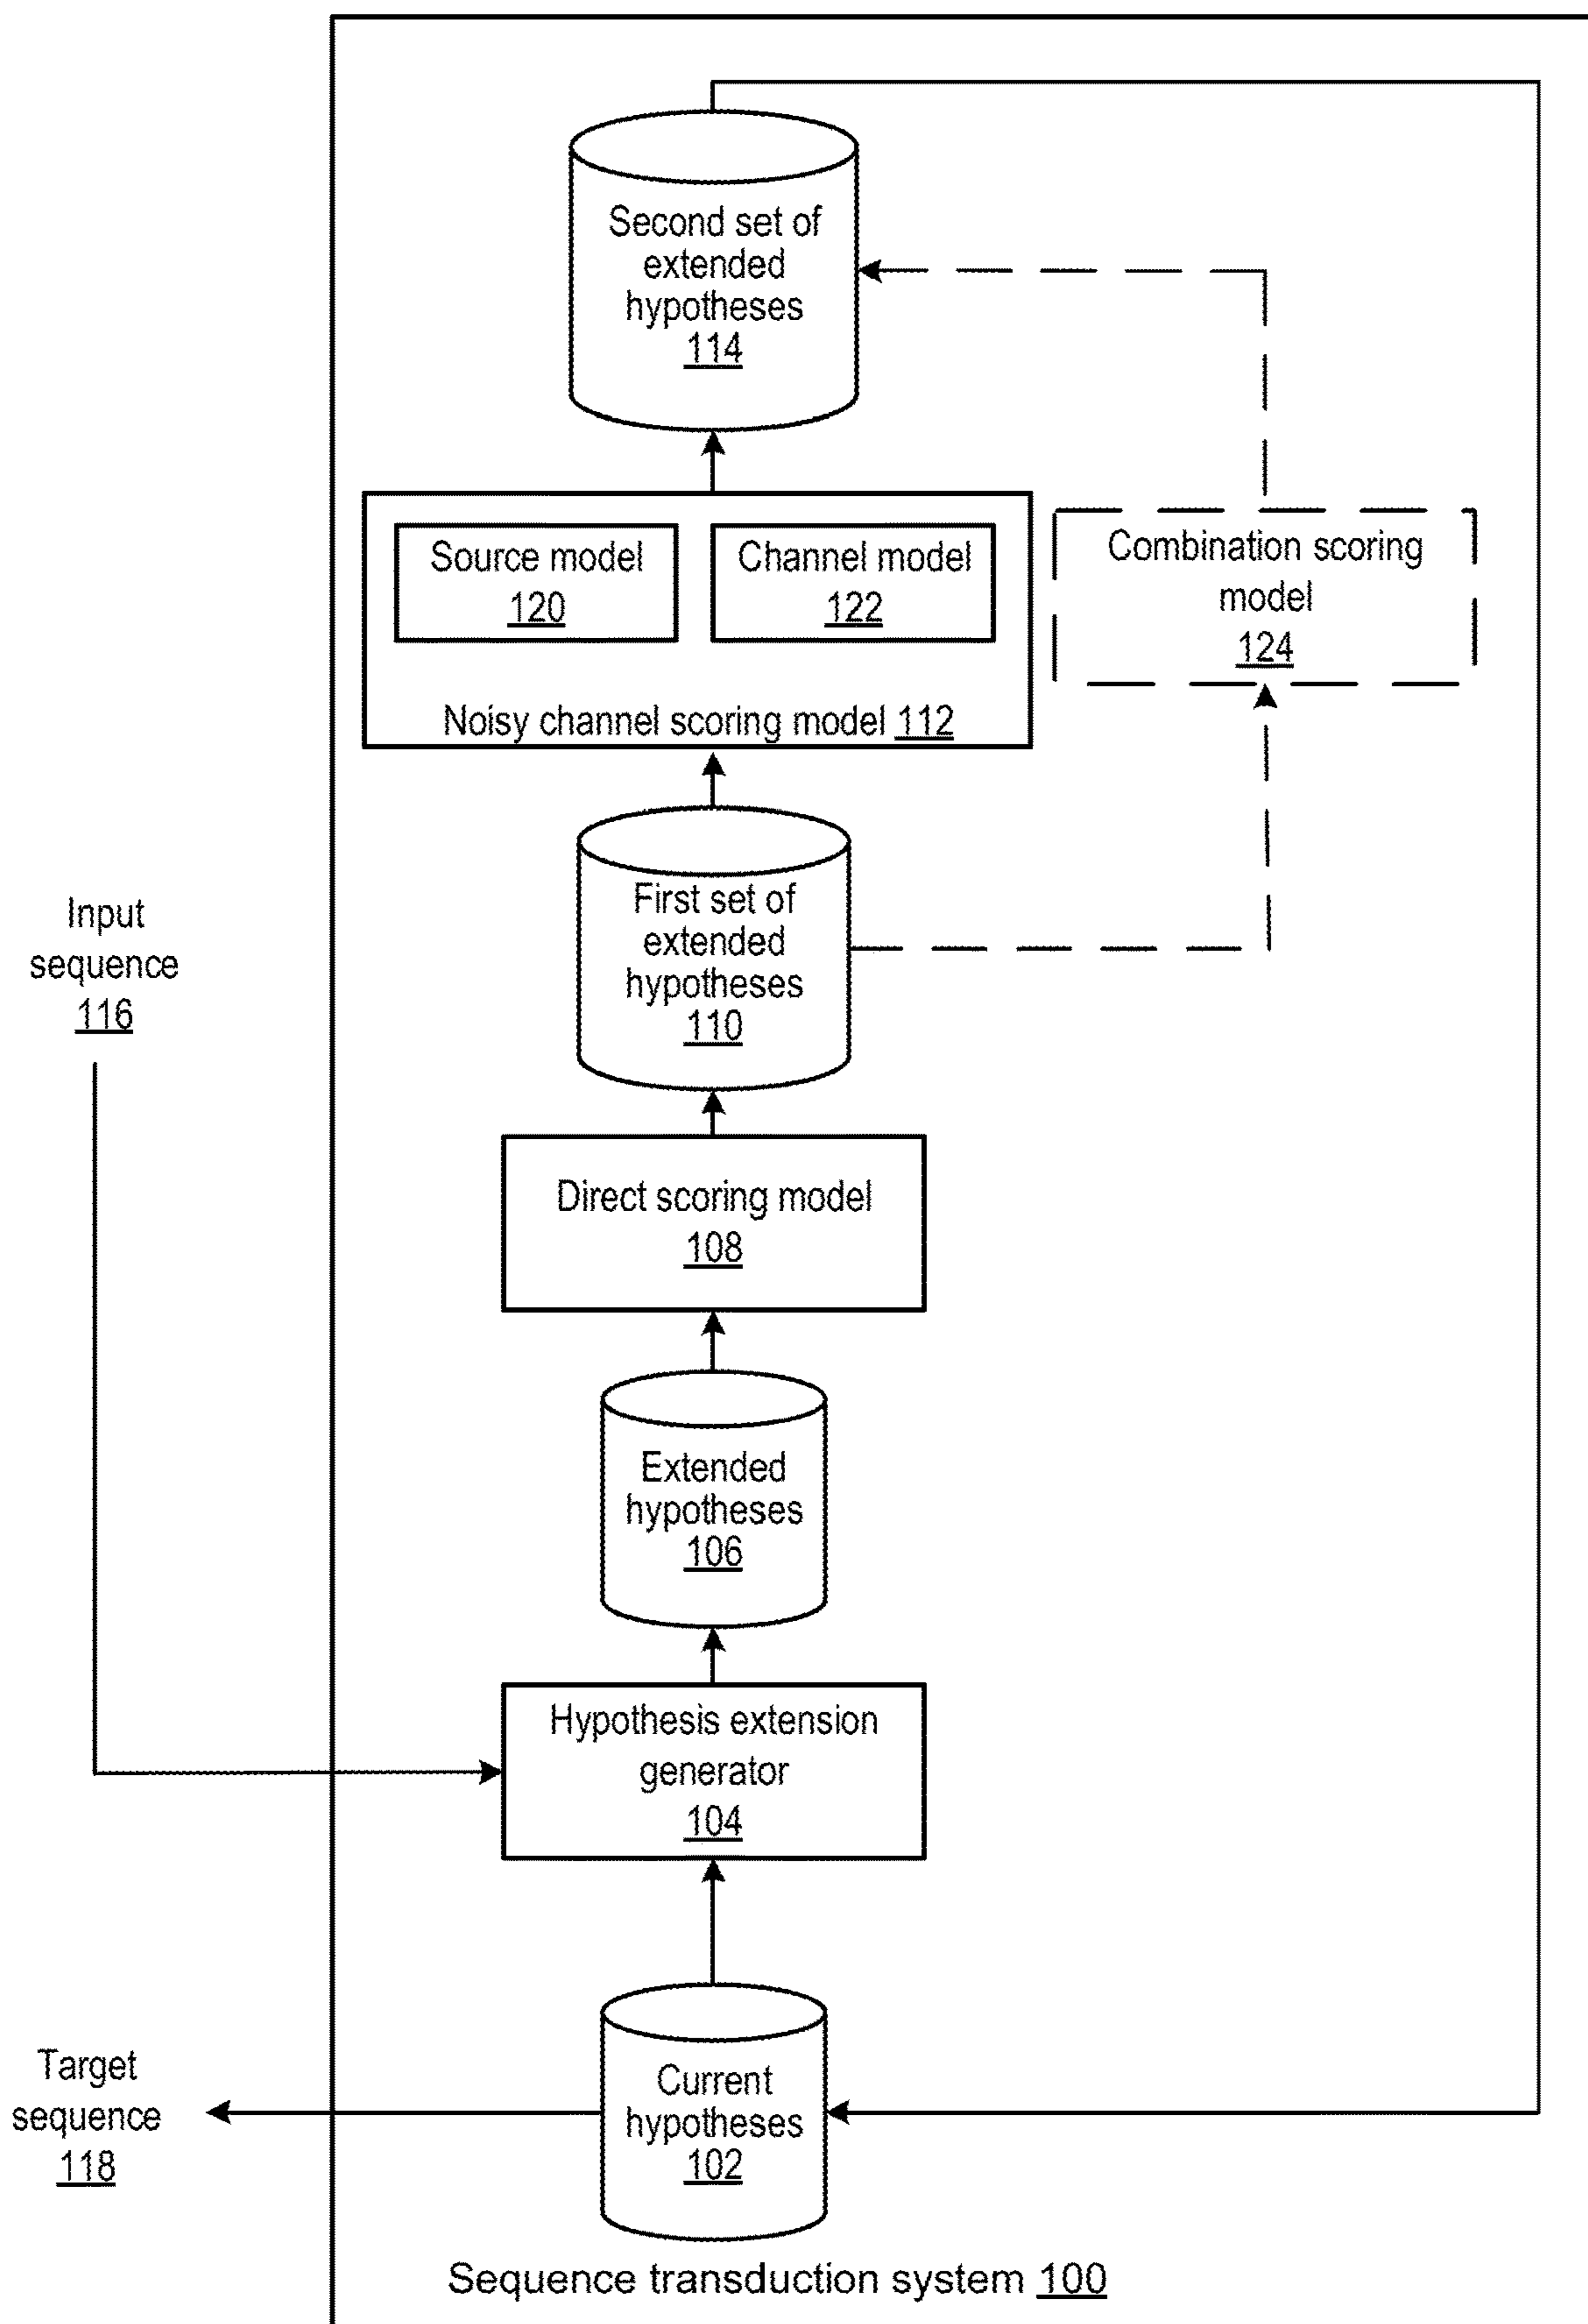 Second set of
extended
hypotheses
114
Source model
120
Channel model
122
Noisy channel scoring model 112
Combination scoring
model
124
First set of
extended
hypotheses
110
Input
sequence
116
Direct scoring model
108
Extended
hypotheses
106
Hypothesis extension
generator
104
Current
hypotheses
102
Target
sequence
118
Sequence transduction system 100